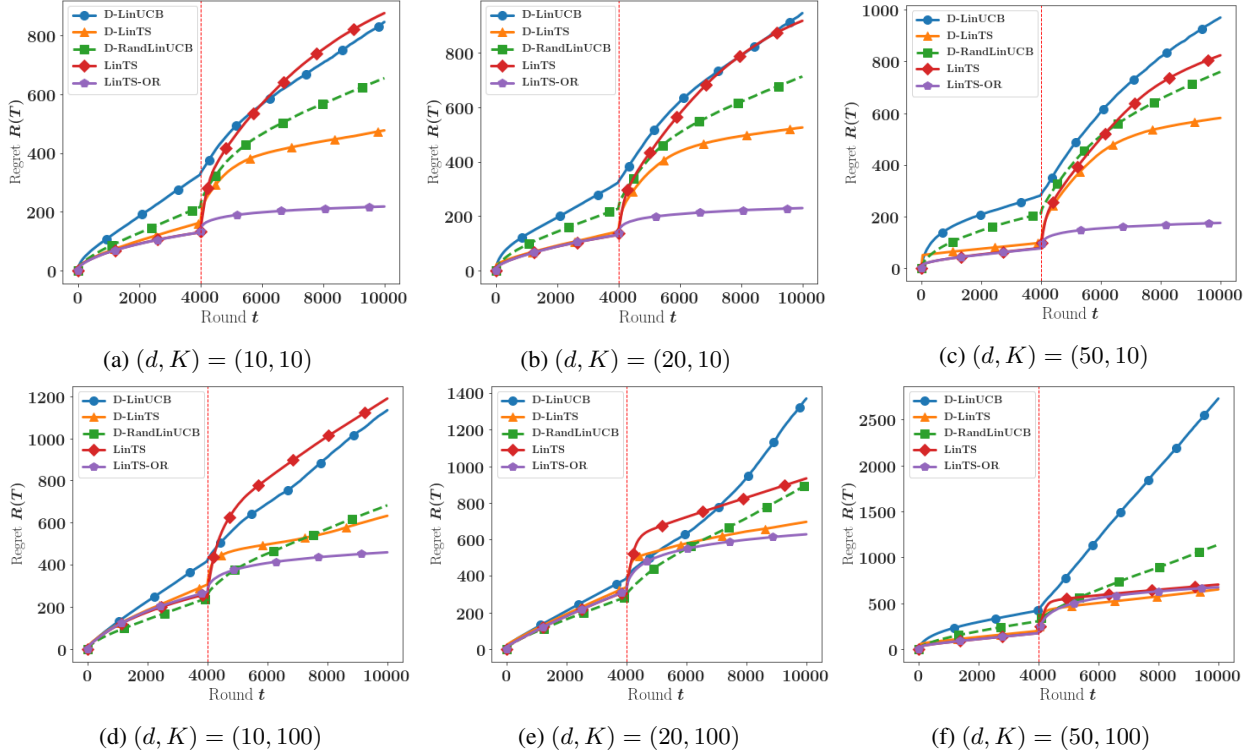 D-LinUCB
D-LinTS
D-RandLinUCB
LinTS
LinTS-OR
Regret R(T)
800
600
400
200
0
0 2000 4000 6000 8000 10000
Round t
(a) (d, K) = (10, 10)
D-LinUCB
D-LinTS
D-RandLinUCB
LinTS
LinTS-OR
Regret R(T)
800
600
400
200
0
0 2000 4000 6000 8000 10000
Round t
(b) (d, K) = (20, 10)
D-LinUCB
D-LinTS
D-RandLinUCB
LinTS
LinTS-OR
Regret R(T)
1000
800
600
400
200
0
0 2000 4000 6000 8000 10000
Round t
(c) (d, K) = (50, 10)
D-LinUCB
D-LinTS
D-RandLinUCB
LinTS
LinTS-OR
Regret R(T)
1200
1000
800
600
400
200
0
0 2000 4000 6000 8000 10000
Round t
(d) (d, K) = (10, 100)
D-LinUCB
D-LinTS
D-RandLinUCB
LinTS
LinTS-OR
Regret R(T)
1400
1200
1000
800
600
400
200
0
0 2000 4000 6000 8000 10000
Round t
(e) (d, K) = (20, 100)
D-LinUCB
D-LinTS
D-RandLinUCB
LinTS
LinTS-OR
Regret R(T)
2500
2000
1500
1000
500
0
0 2000 4000 6000 8000 10000
Round t
(f) (d, K) = (50, 100)